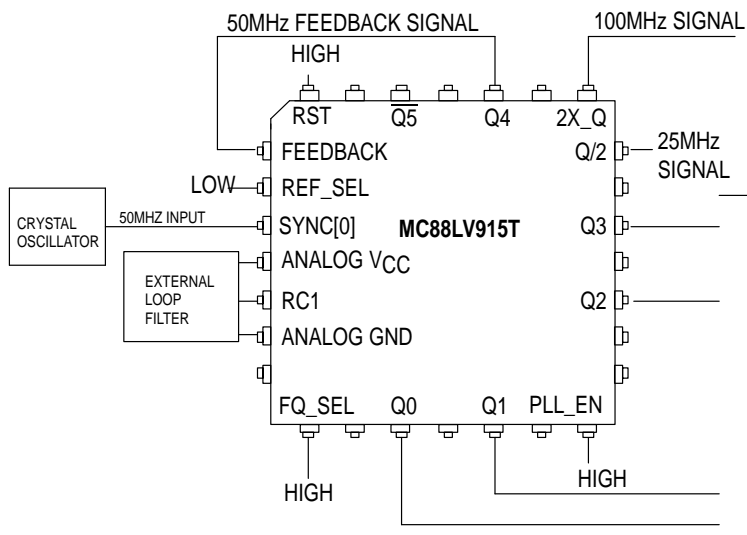 50MHz FEEDBACK SIGNAL
100MHz SIGNAL
HIGH
RST
Q5
Q4
2X_Q
FEEDBACK
Q/2
25MHz
SIGNAL
LOW
REF_SEL
CRYSTAL
OSCILLATOR
50MHZ INPUT
SYNC[0]
MC88LV915T
Q3
ANALOG VCC
EXTERNAL
LOOP
FILTER
RC1
Q2
ANALOG GND
FQ_SEL
Q0
Q1
PLL_EN
HIGH
HIGH